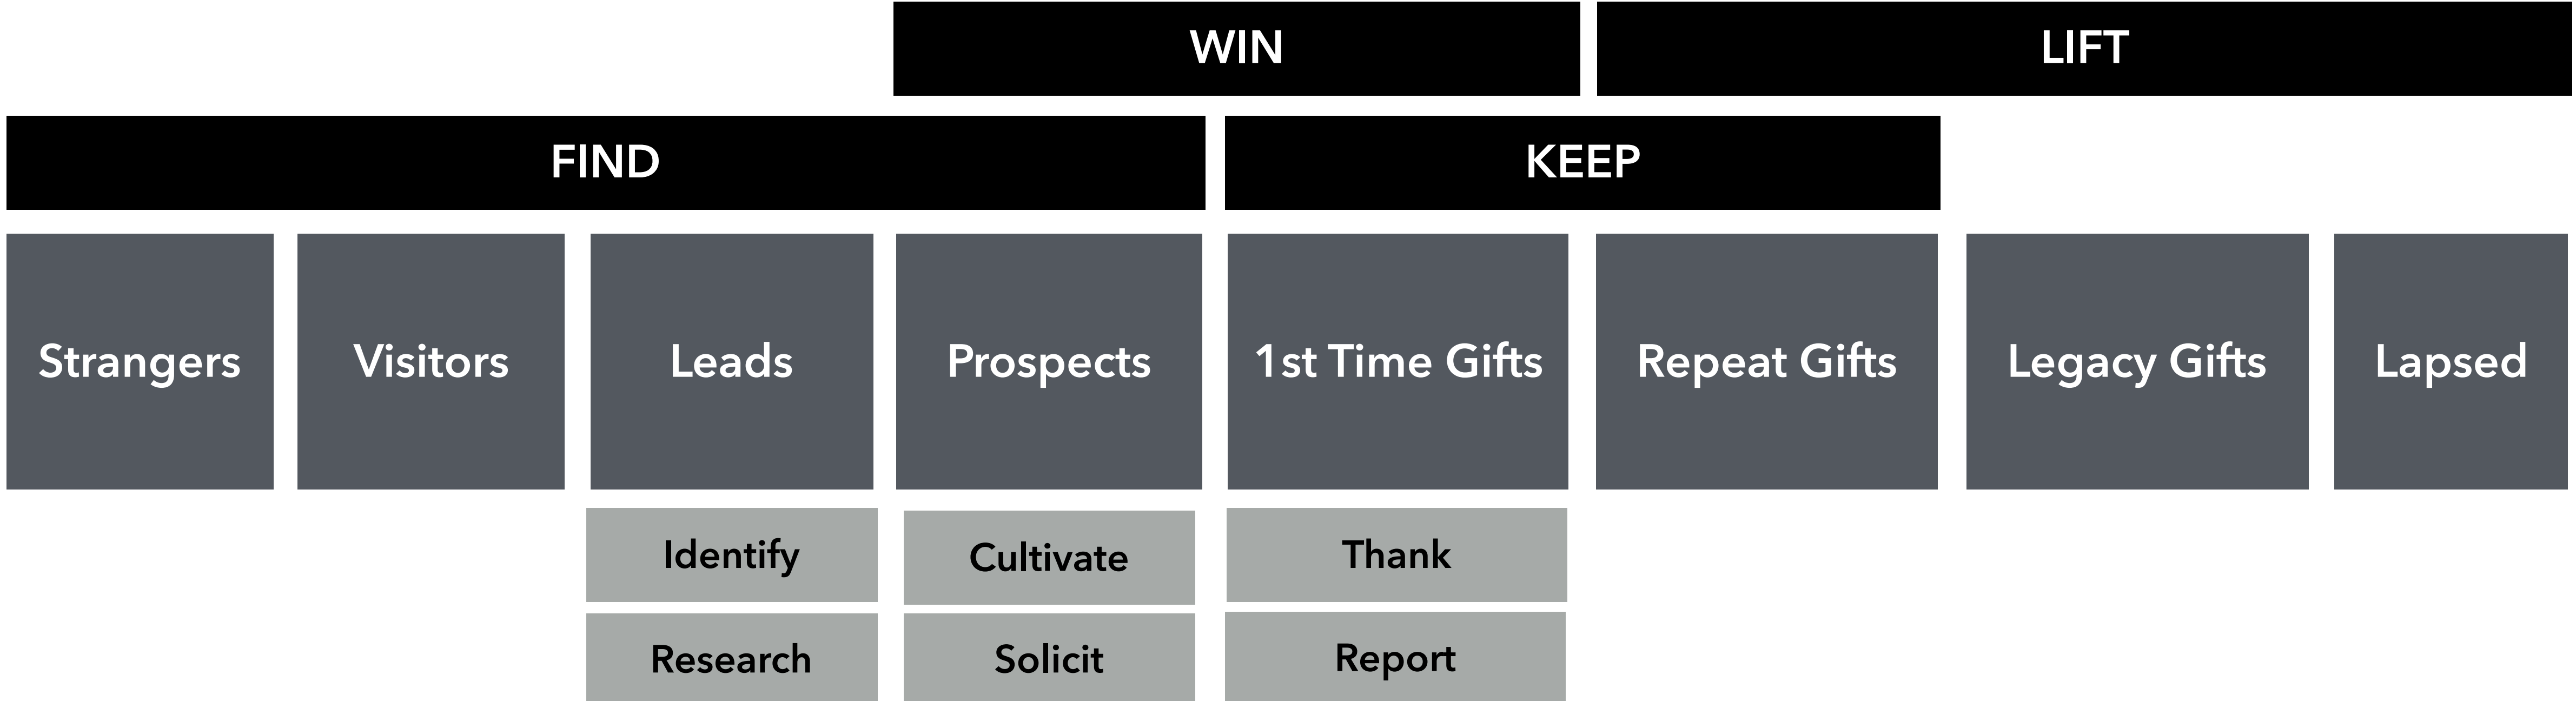 WIN
LIFT
FIND
KEEP
Strangers
Visitors
Leads
Prospects
1st Time Gifts
Repeat Gifts
Legacy Gifts
Lapsed
Identify
Cultivate
Thank
Research
Solicit
Report